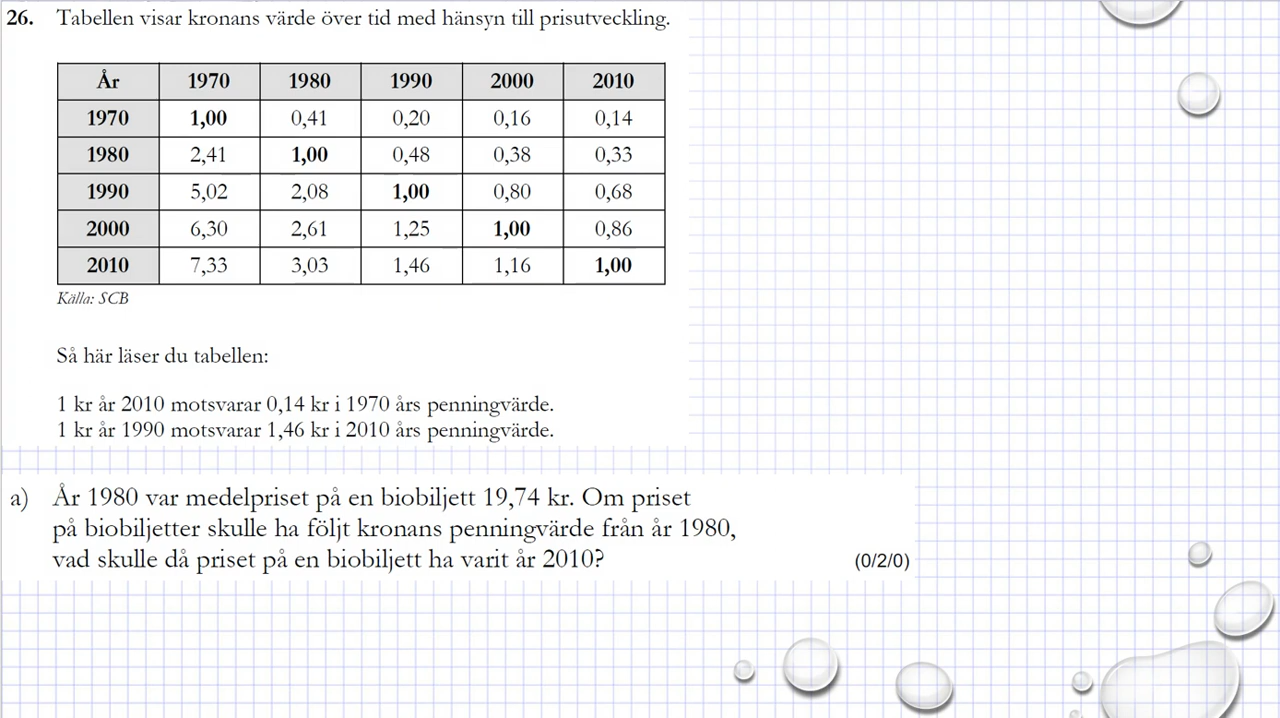 26. Tabellen visar kronans värde över tid med hänsyn till prisutveckling.
År 1970 1980 1990 2000 2010
1970 1,00 0,41 0,20 0,16 0,14
1980 2,41 1,00 0,48 0,38 0,33
1990 5,02 2,08 1,00 0,80 0,68
2000 6,30 2,61 1,25 1,00 0,86
2010 7,33 3,03 1,46 1,16 1,00
Källa: SCB
Så här läser du tabellen:
1 kr år 2010 motsvarar 0,14 kr i 1970 års penningvärde.
1 kr år 1990 motsvarar 1,46 kr i 2010 års penningvärde.
a) År 1980 var medelpriset på en biobiljett 19,74 kr. Om priset
på biobiljetter skulle ha följt kronans penningvärde från år 1980,
vad skulle då priset på en biobiljett ha varit år 2010? (0/2/0)